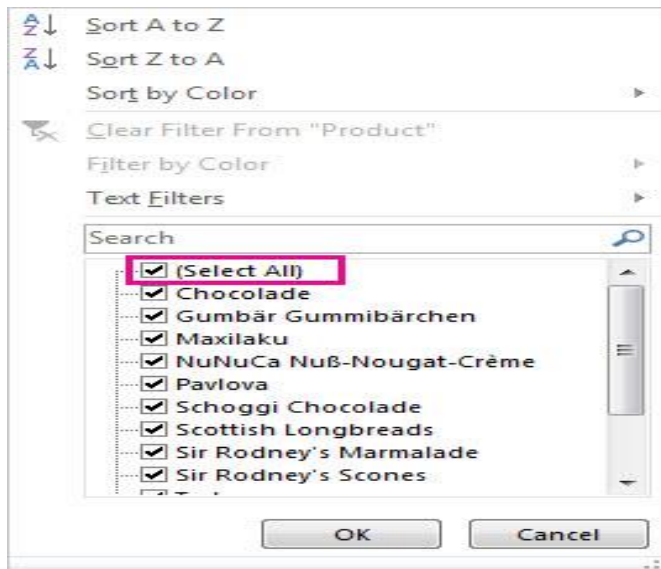 Sort A to Z
Sort Z to A
Sort by Color
Clear Filter From "Product"
Filter by Color
Text Filters
Search
(Select All)
Chocolade
Gumbär Gummibärchen
Maxilaku
NuNuCa Nuß-Nougat-Crème
Pavlova
Schoggi Chocolade
Scottish Longbreads
Sir Rodney's Marmalade
Sir Rodney's Scones
OK Cancel